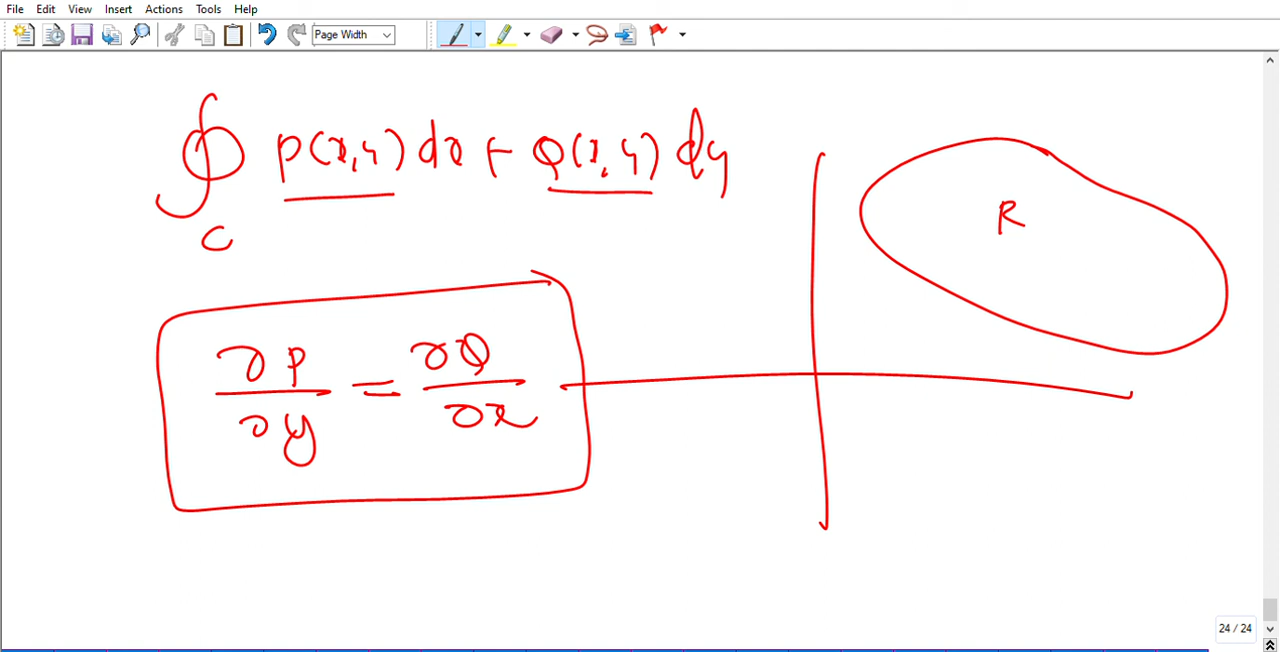 File Edit View Insert Actions Tools Help
Page Width
∮ P(x,y) dx + Q(x,y) dy
C
R
∂P/∂y = ∂Q/∂x
24 / 24